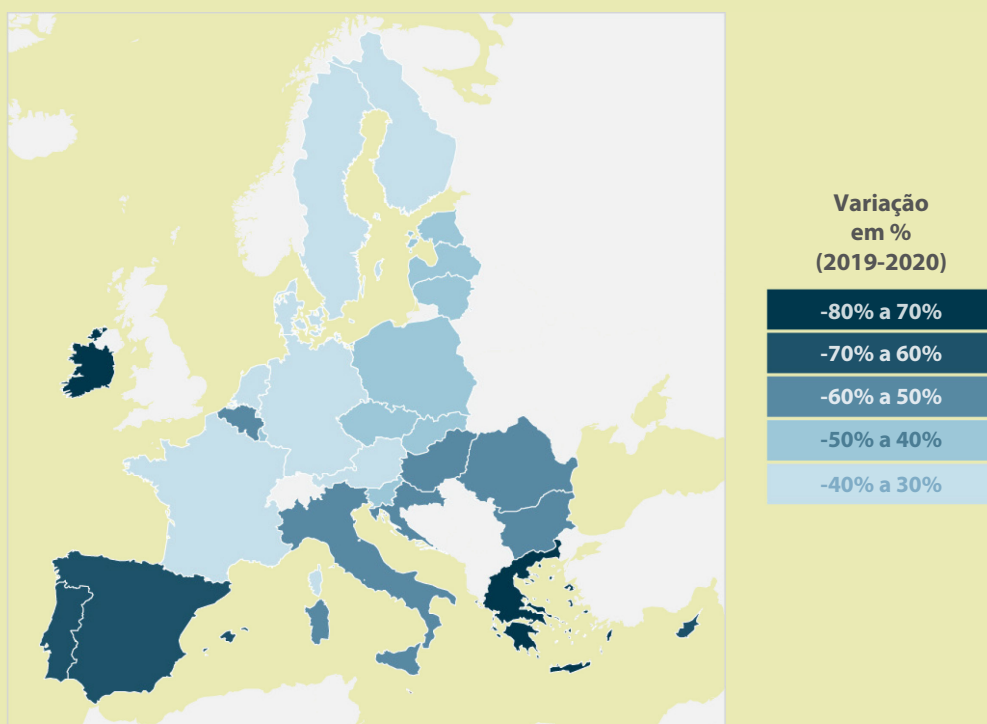 Variação
em %
(2019-2020)
-80% a 70%
-70% a 60%
-60% a 50%
-50% a 40%
-40% a 30%